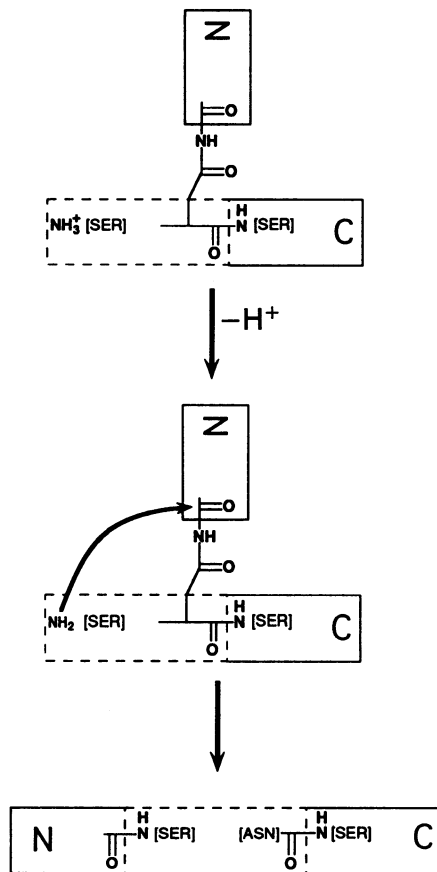 N
O
NH
O
NH3+ [SER]
H
N [SER]
O
C
–H+
N
O
NH
O
NH2 [SER]
H
N [SER]
O
C
N
H
N [SER]
O
[ASN]
H
N [SER]
O
C